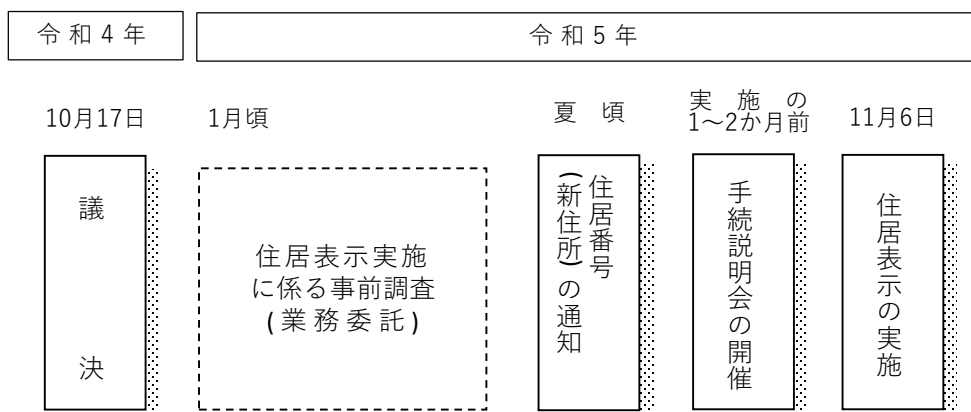 令和4年
令和5年
10月17日
議決
1月頃
住居表示実施
に係る事前調査
(業務委託)
夏頃
住居番号
(新住所)の通知
実施の
1～2か月前
手続説明会の開催
11月6日
住居表示の実施